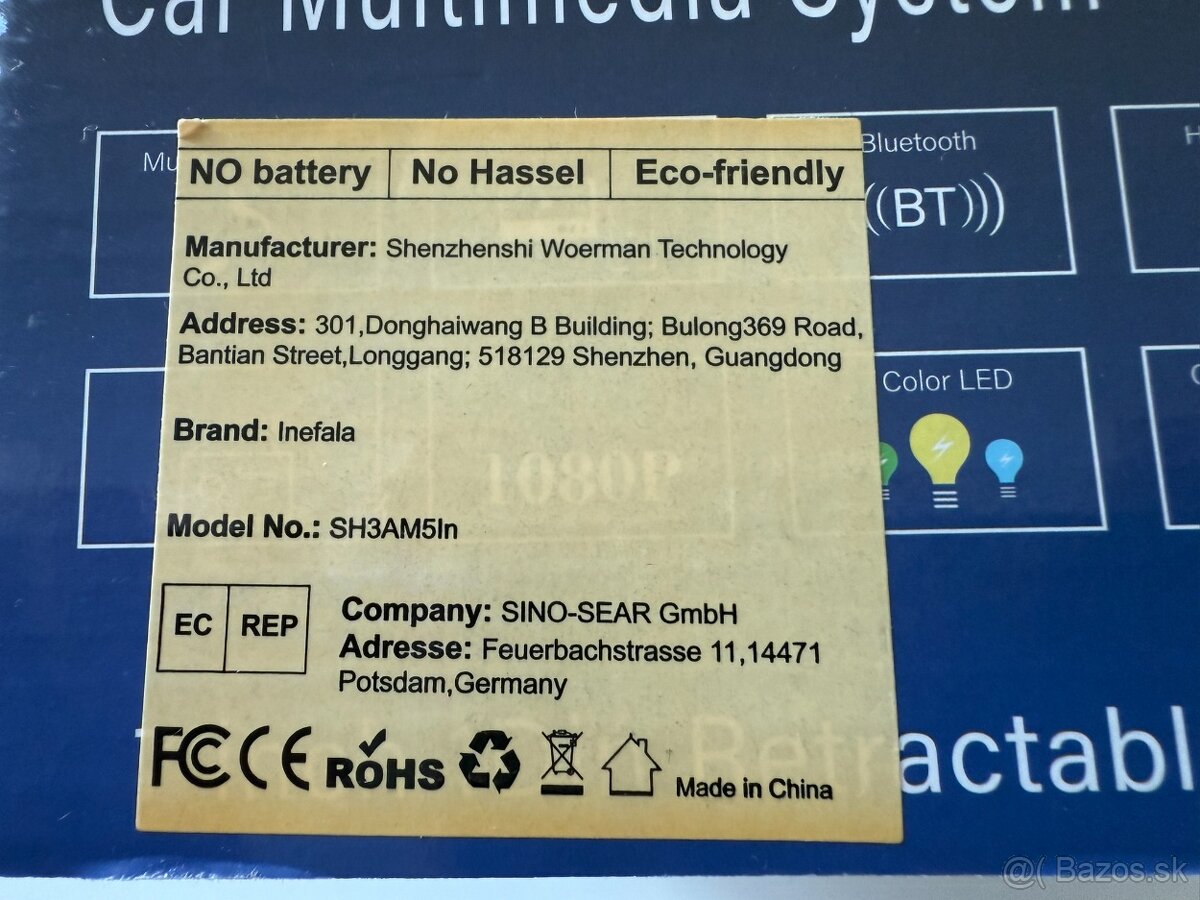 Car Multimedia System
Mu
NO battery No Hassel Eco-friendly
Bluetooth
((BT)))
Manufacturer: Shenzhenshi Woerman Technology
Co., Ltd
Address: 301,Donghaiwang B Building; Bulong369 Road,
Bantian Street,Longgang; 518129 Shenzhen, Guangdong
Color LED
Brand: Inefala
1080P
Model No.: SH3AM5In
EC REP
Company: SINO-SEAR GmbH
Adresse: Feuerbachstrasse 11,14471
Potsdam,Germany
Retractabl
FC CE ROHS Made in China
@( Bazos.sk